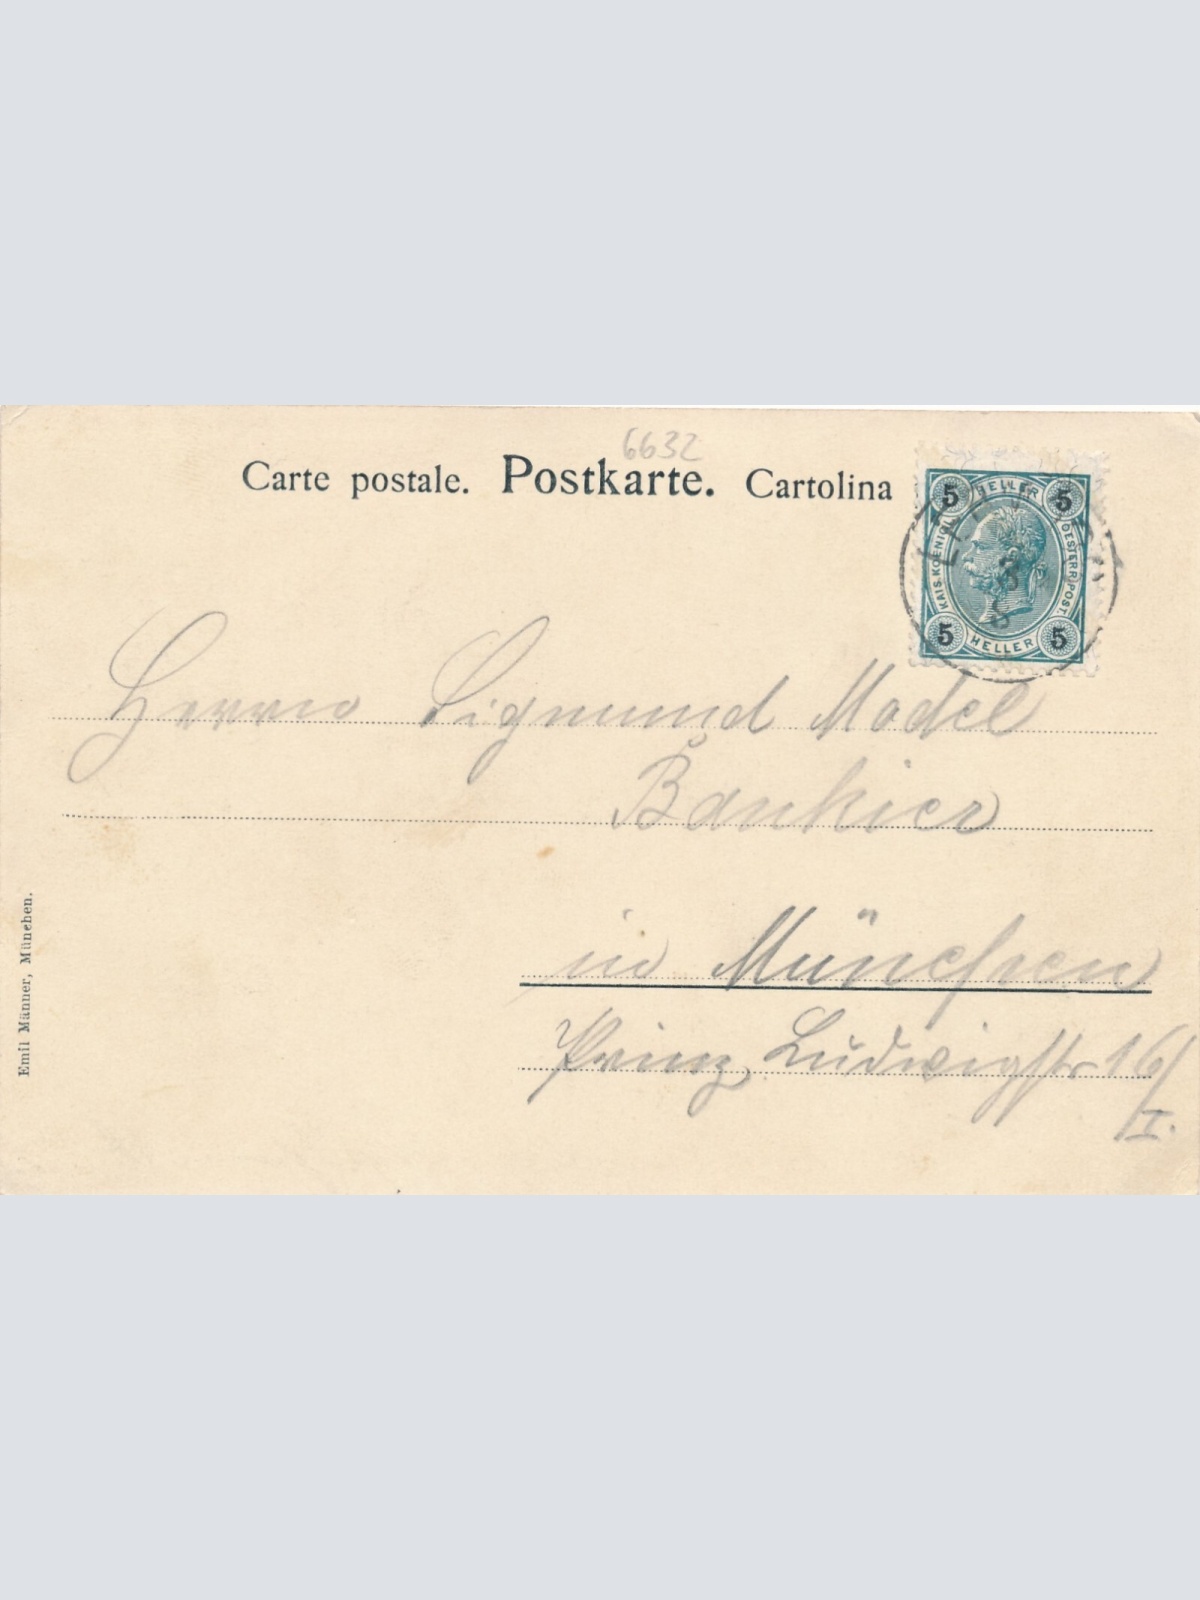 6632
Carte postale. Postkarte. Cartolina
5 HELLER 5
KAIS. KOENIGL. OESTERR. POST.
5 HELLER 5
Herrn Sigmund Model
Bankier
in München
Prinz Ludwigstr 16/I.
Emil Männer, München.